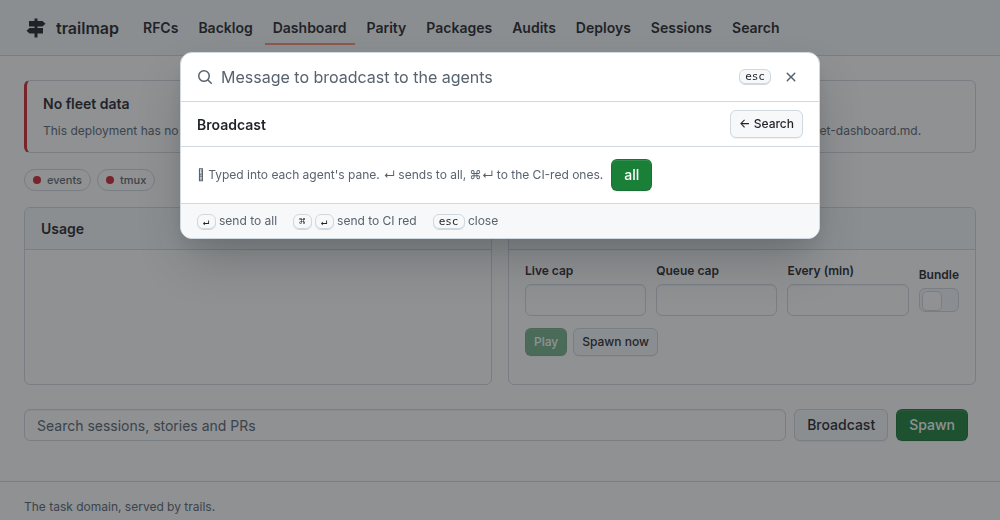 trailmap RFCs Backlog Dashboard Parity Packages Audits Deploys Sessions Search
Message to broadcast to the agents esc
No fleet data
This deployment has no
et-dashboard.md.
Broadcast ← Search
Typed into each agent's pane. ↵ sends to all, ⌘↵ to the CI-red ones. all
events tmux
↵ send to all ⌘ ↵ send to CI red esc close
Usage
Live cap Queue cap Every (min) Bundle
Play Spawn now
Search sessions, stories and PRs Broadcast Spawn
The task domain, served by trails.